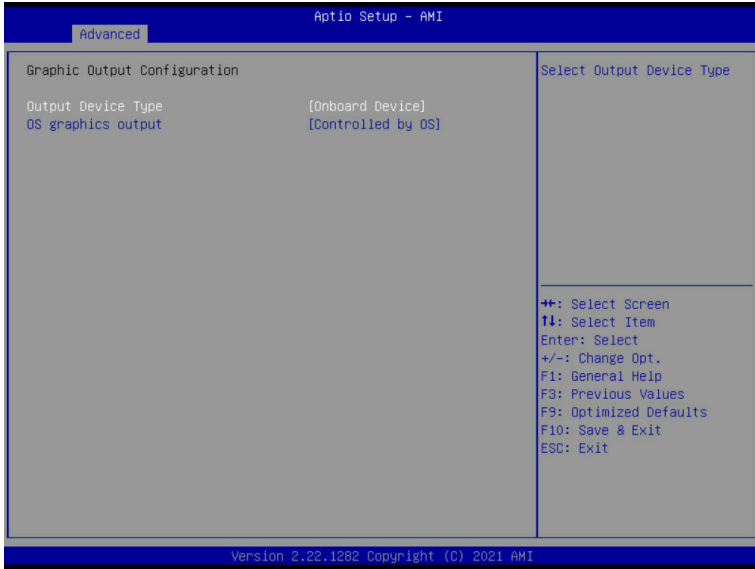 Aptio Setup – AMI
Advanced
Graphic Output Configuration
Output Device Type [Onboard Device]
OS graphics output [Controlled by OS]
Select Output Device Type
→←: Select Screen
↑↓: Select Item
Enter: Select
+/-: Change Opt.
F1: General Help
F3: Previous Values
F9: Optimized Defaults
F10: Save & Exit
ESC: Exit
Version 2.22.1282 Copyright (C) 2021 AMI